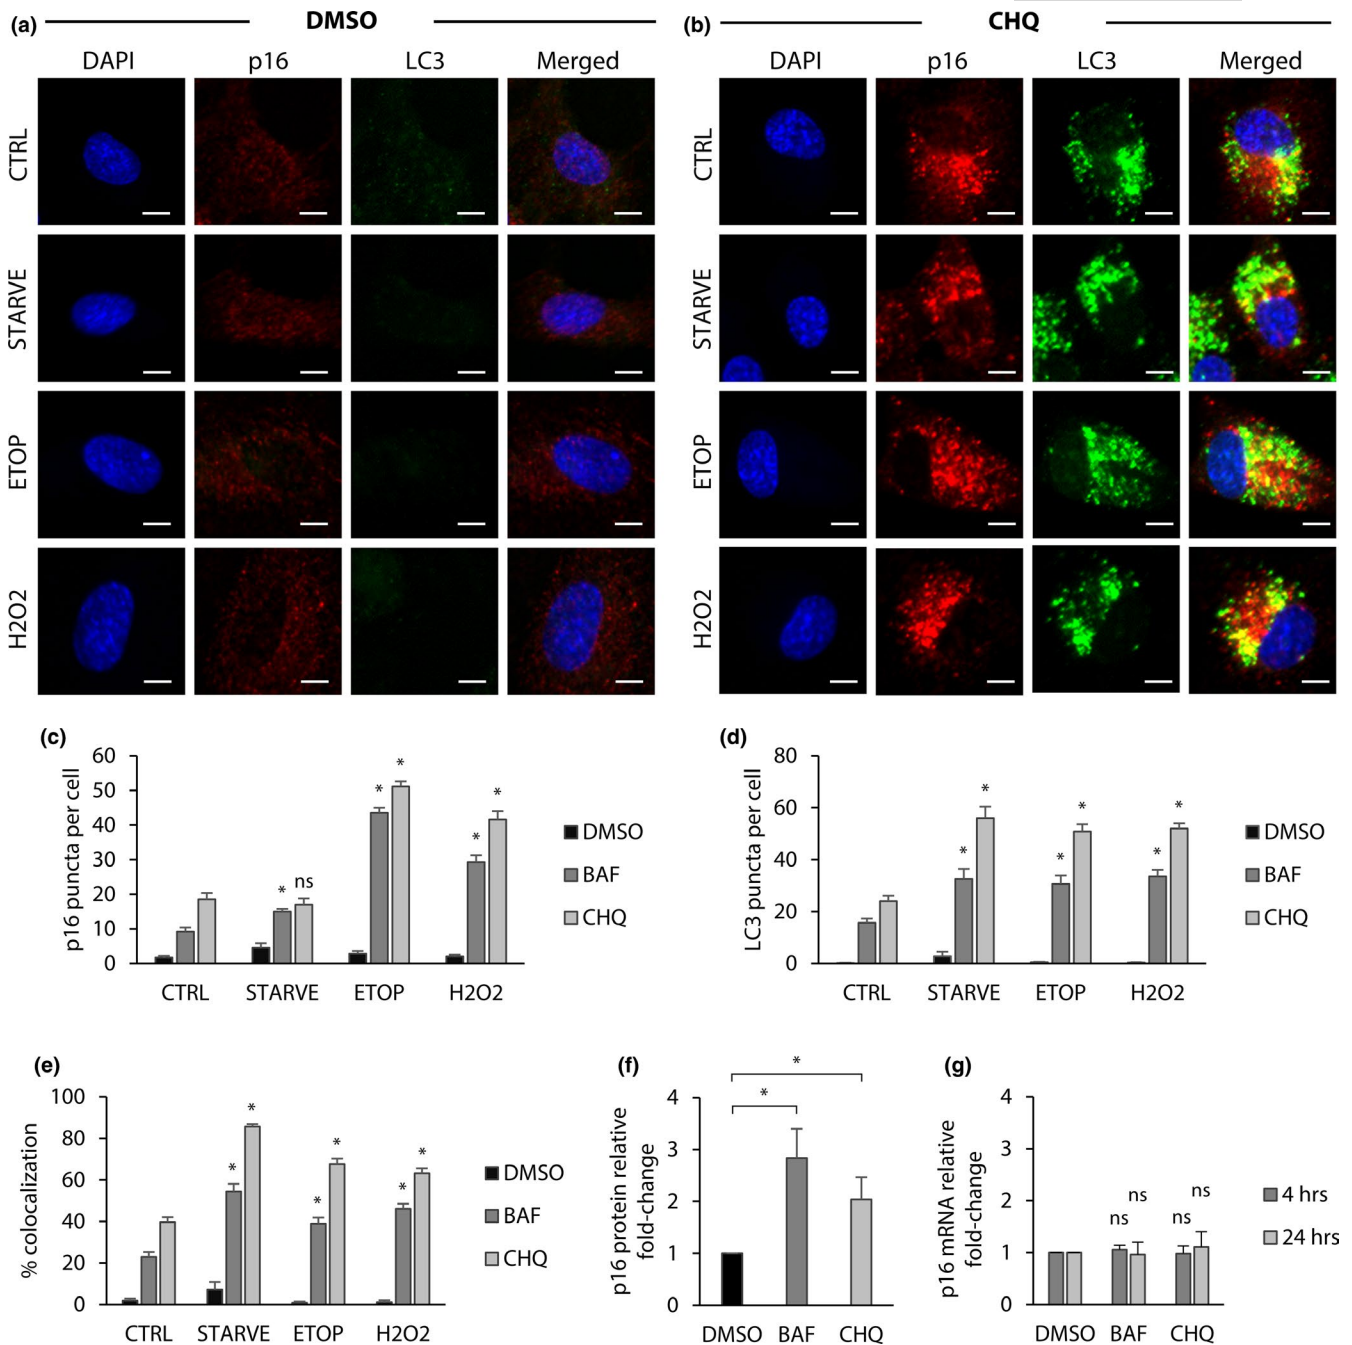 (a) DMSO
(b) CHQ
DAPI p16 LC3 Merged
DAPI p16 LC3 Merged
CTRL
STARVE
ETOP
H2O2
CTRL
STARVE
ETOP
H2O2
(c)
p16 puncta per cell
60
50
40
30
20
10
0
* ns
* *
* *
CTRL STARVE ETOP H2O2
DMSO
BAF
CHQ
(d)
LC3 puncta per cell
80
60
40
20
0
* *
* *
* *
CTRL STARVE ETOP H2O2
DMSO
BAF
CHQ
(e)
% colocalization
100
80
60
40
20
0
* *
* *
* *
CTRL STARVE ETOP H2O2
DMSO
BAF
CHQ
(f)
p16 protein relative
fold-change
4
3
2
1
0
*
*
DMSO BAF CHQ
(g)
p16 mRNA relative
fold-change
4
3
2
1
0
ns ns
ns ns
DMSO BAF CHQ
4 hrs
24 hrs